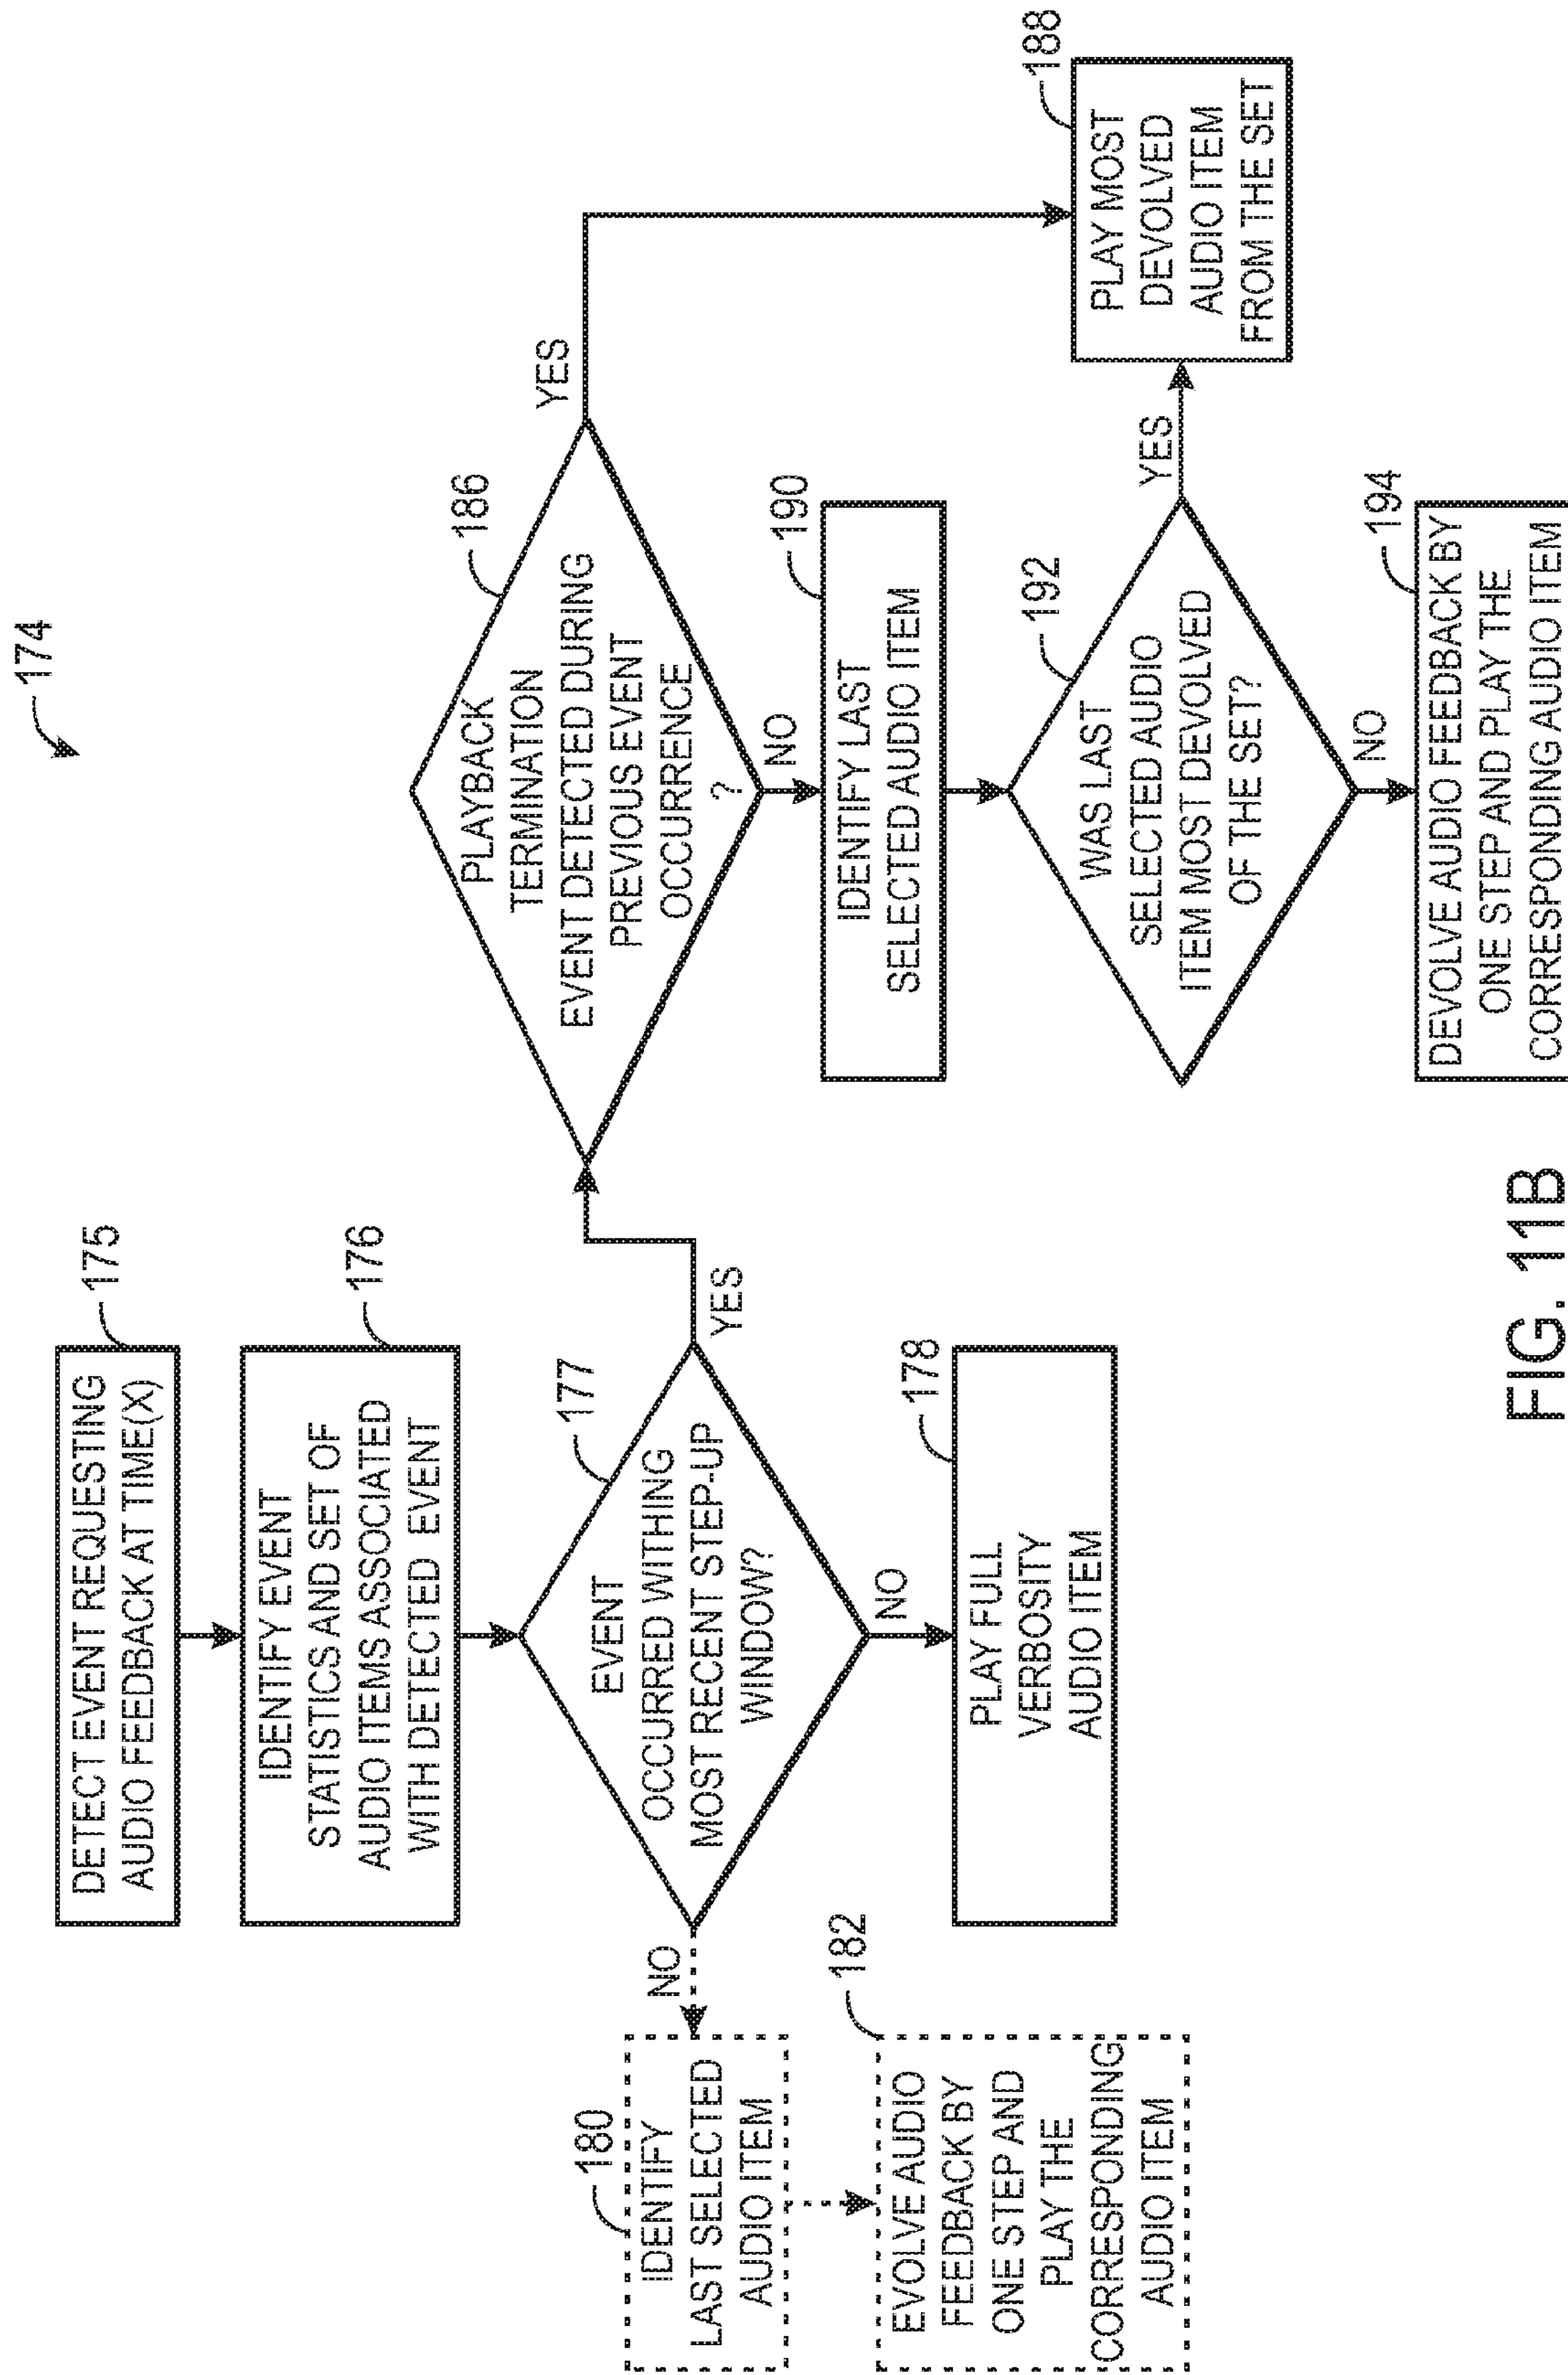 174
175
DETECT EVENT REQUESTING
AUDIO FEEDBACK AT TIME(X)
176
IDENTIFY EVENT
STATISTICS AND SET OF
AUDIO ITEMS ASSOCIATED
WITH DETECTED EVENT
177
EVENT
OCCURRED WITHING
MOST RECENT STEP-UP
WINDOW?
NO
YES
NO
178
PLAY FULL
VERBOSITY
AUDIO ITEM
180
IDENTIFY
LAST SELECTED
AUDIO ITEM
182
EVOLVE AUDIO
FEEDBACK BY
ONE STEP AND
PLAY THE
CORRESPONDING
AUDIO ITEM
186
PLAYBACK
TERMINATION
EVENT DETECTED DURING
PREVIOUS EVENT
OCCURRENCE
?
YES
NO
188
PLAY MOST
DEVOLVED
AUDIO ITEM
FROM THE SET
190
IDENTIFY LAST
SELECTED AUDIO ITEM
192
WAS LAST
SELECTED AUDIO
ITEM MOST DEVOLVED
OF THE SET?
YES
NO
194
DEVOLVE AUDIO FEEDBACK BY
ONE STEP AND PLAY THE
CORRESPONDING AUDIO ITEM
FIG. 11B